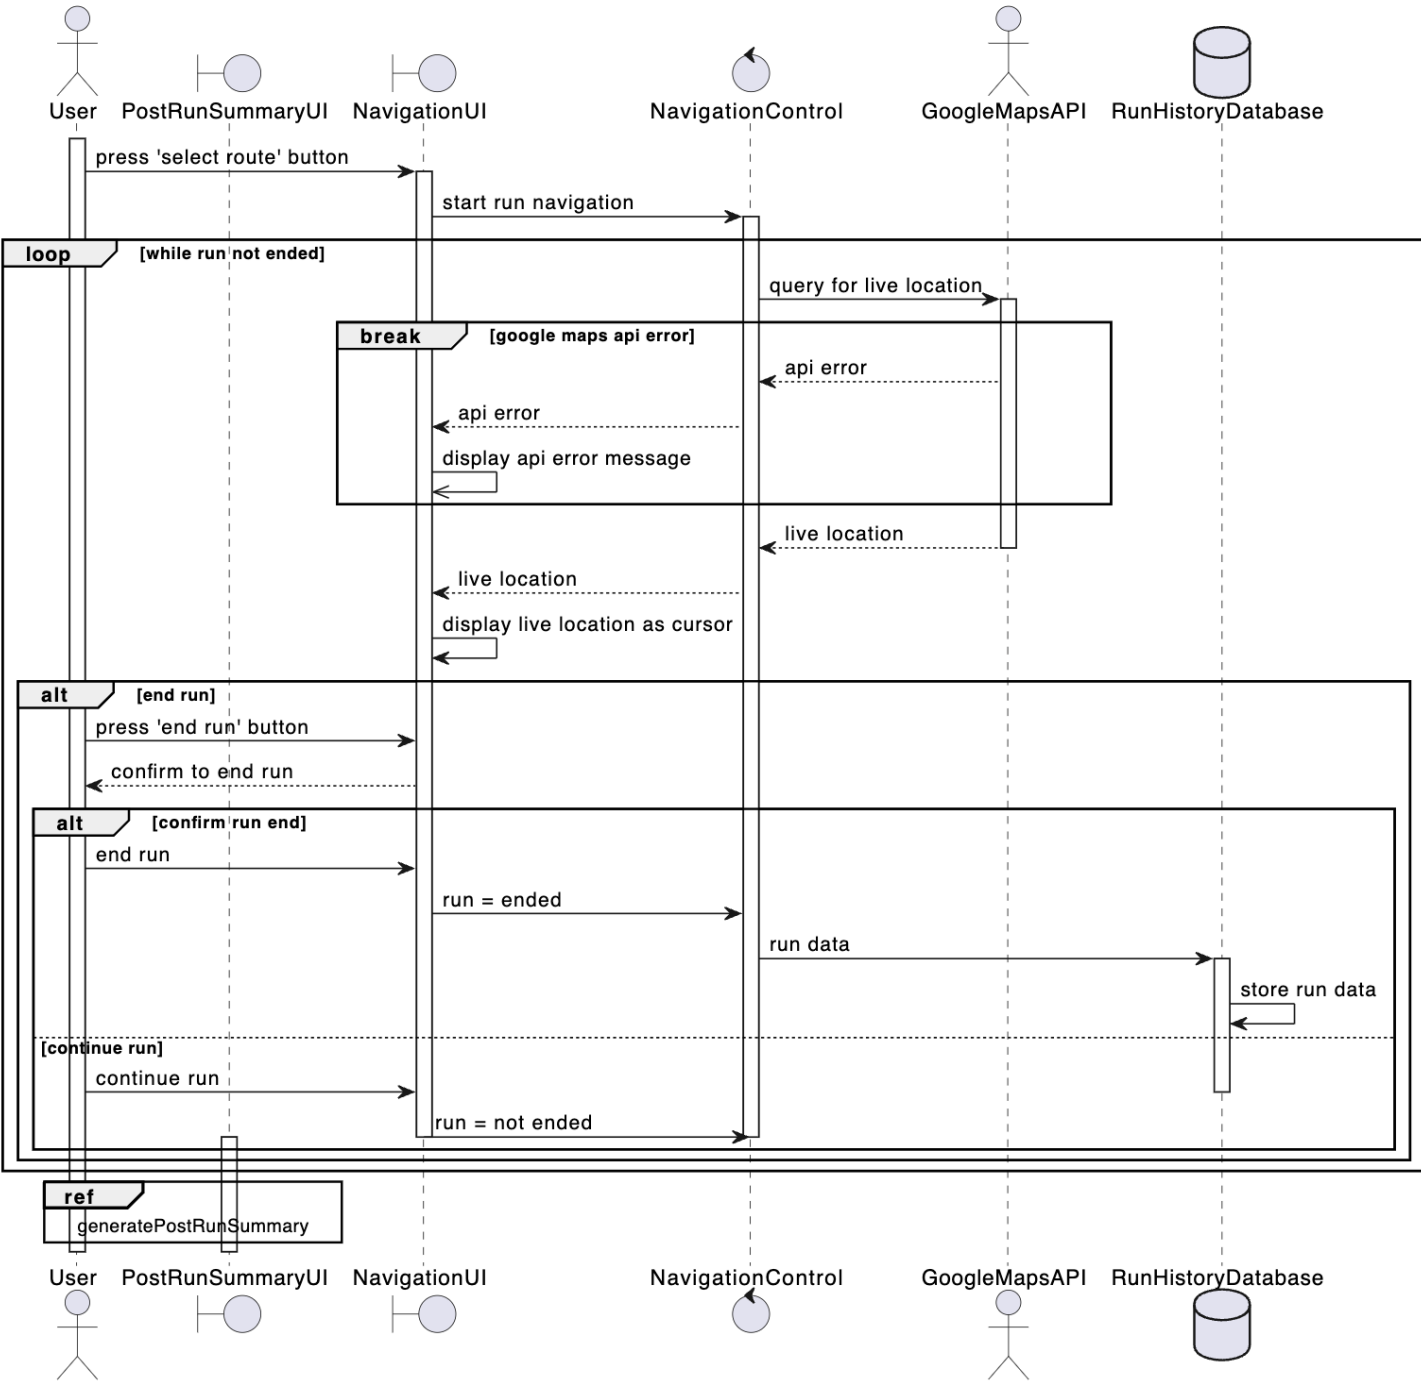 User
PostRunSummaryUI
NavigationUI
NavigationControl
GoogleMapsAPI
RunHistoryDatabase
press 'select route' button
start run navigation
loop
[while run not ended]
query for live location
break
[google maps api error]
api error
api error
display api error message
live location
live location
display live location as cursor
alt
[end run]
press 'end run' button
confirm to end run
alt
[confirm run end]
end run
run = ended
run data
store run data
[continue run]
continue run
run = not ended
ref
generatePostRunSummary
User
PostRunSummaryUI
NavigationUI
NavigationControl
GoogleMapsAPI
RunHistoryDatabase